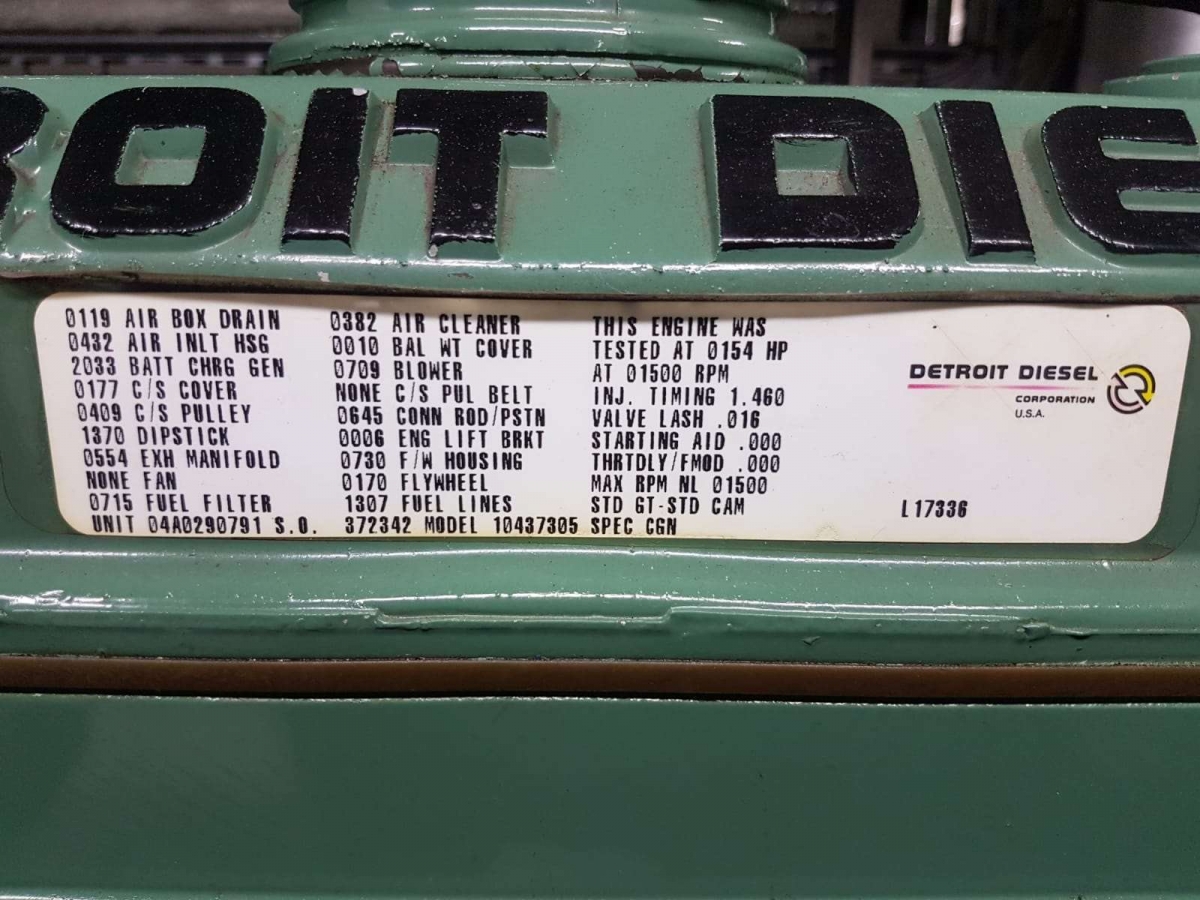 ROIT DIE
0119 AIR BOX DRAIN
0432 AIR INLT HSG
2033 BATT CHRG GEN
0177 C/S COVER
0409 C/S PULLEY
1370 DIPSTICK
0554 EXH MANIFOLD
NONE FAN
0715 FUEL FILTER
0382 AIR CLEANER
0010 BAL WT COVER
0709 BLOWER
NONE C/S PUL BELT
0645 CONN ROD/PSTN
0006 ENG LIFT BRKT
0730 F/W HOUSING
0170 FLYWHEEL
1307 FUEL LINES
THIS ENGINE WAS
TESTED AT 0154 HP
AT 01500 RPM
INJ. TIMING 1.460
VALVE LASH .016
STARTING AID .000
THRTDLY/FMOD .000
MAX RPM NL 01500
STD GT-STD CAM
UNIT 04A0290791 S.O. 372342 MODEL 10437305 SPEC CGN
DETROIT DIESEL
CORPORATION
U.S.A.
L17336